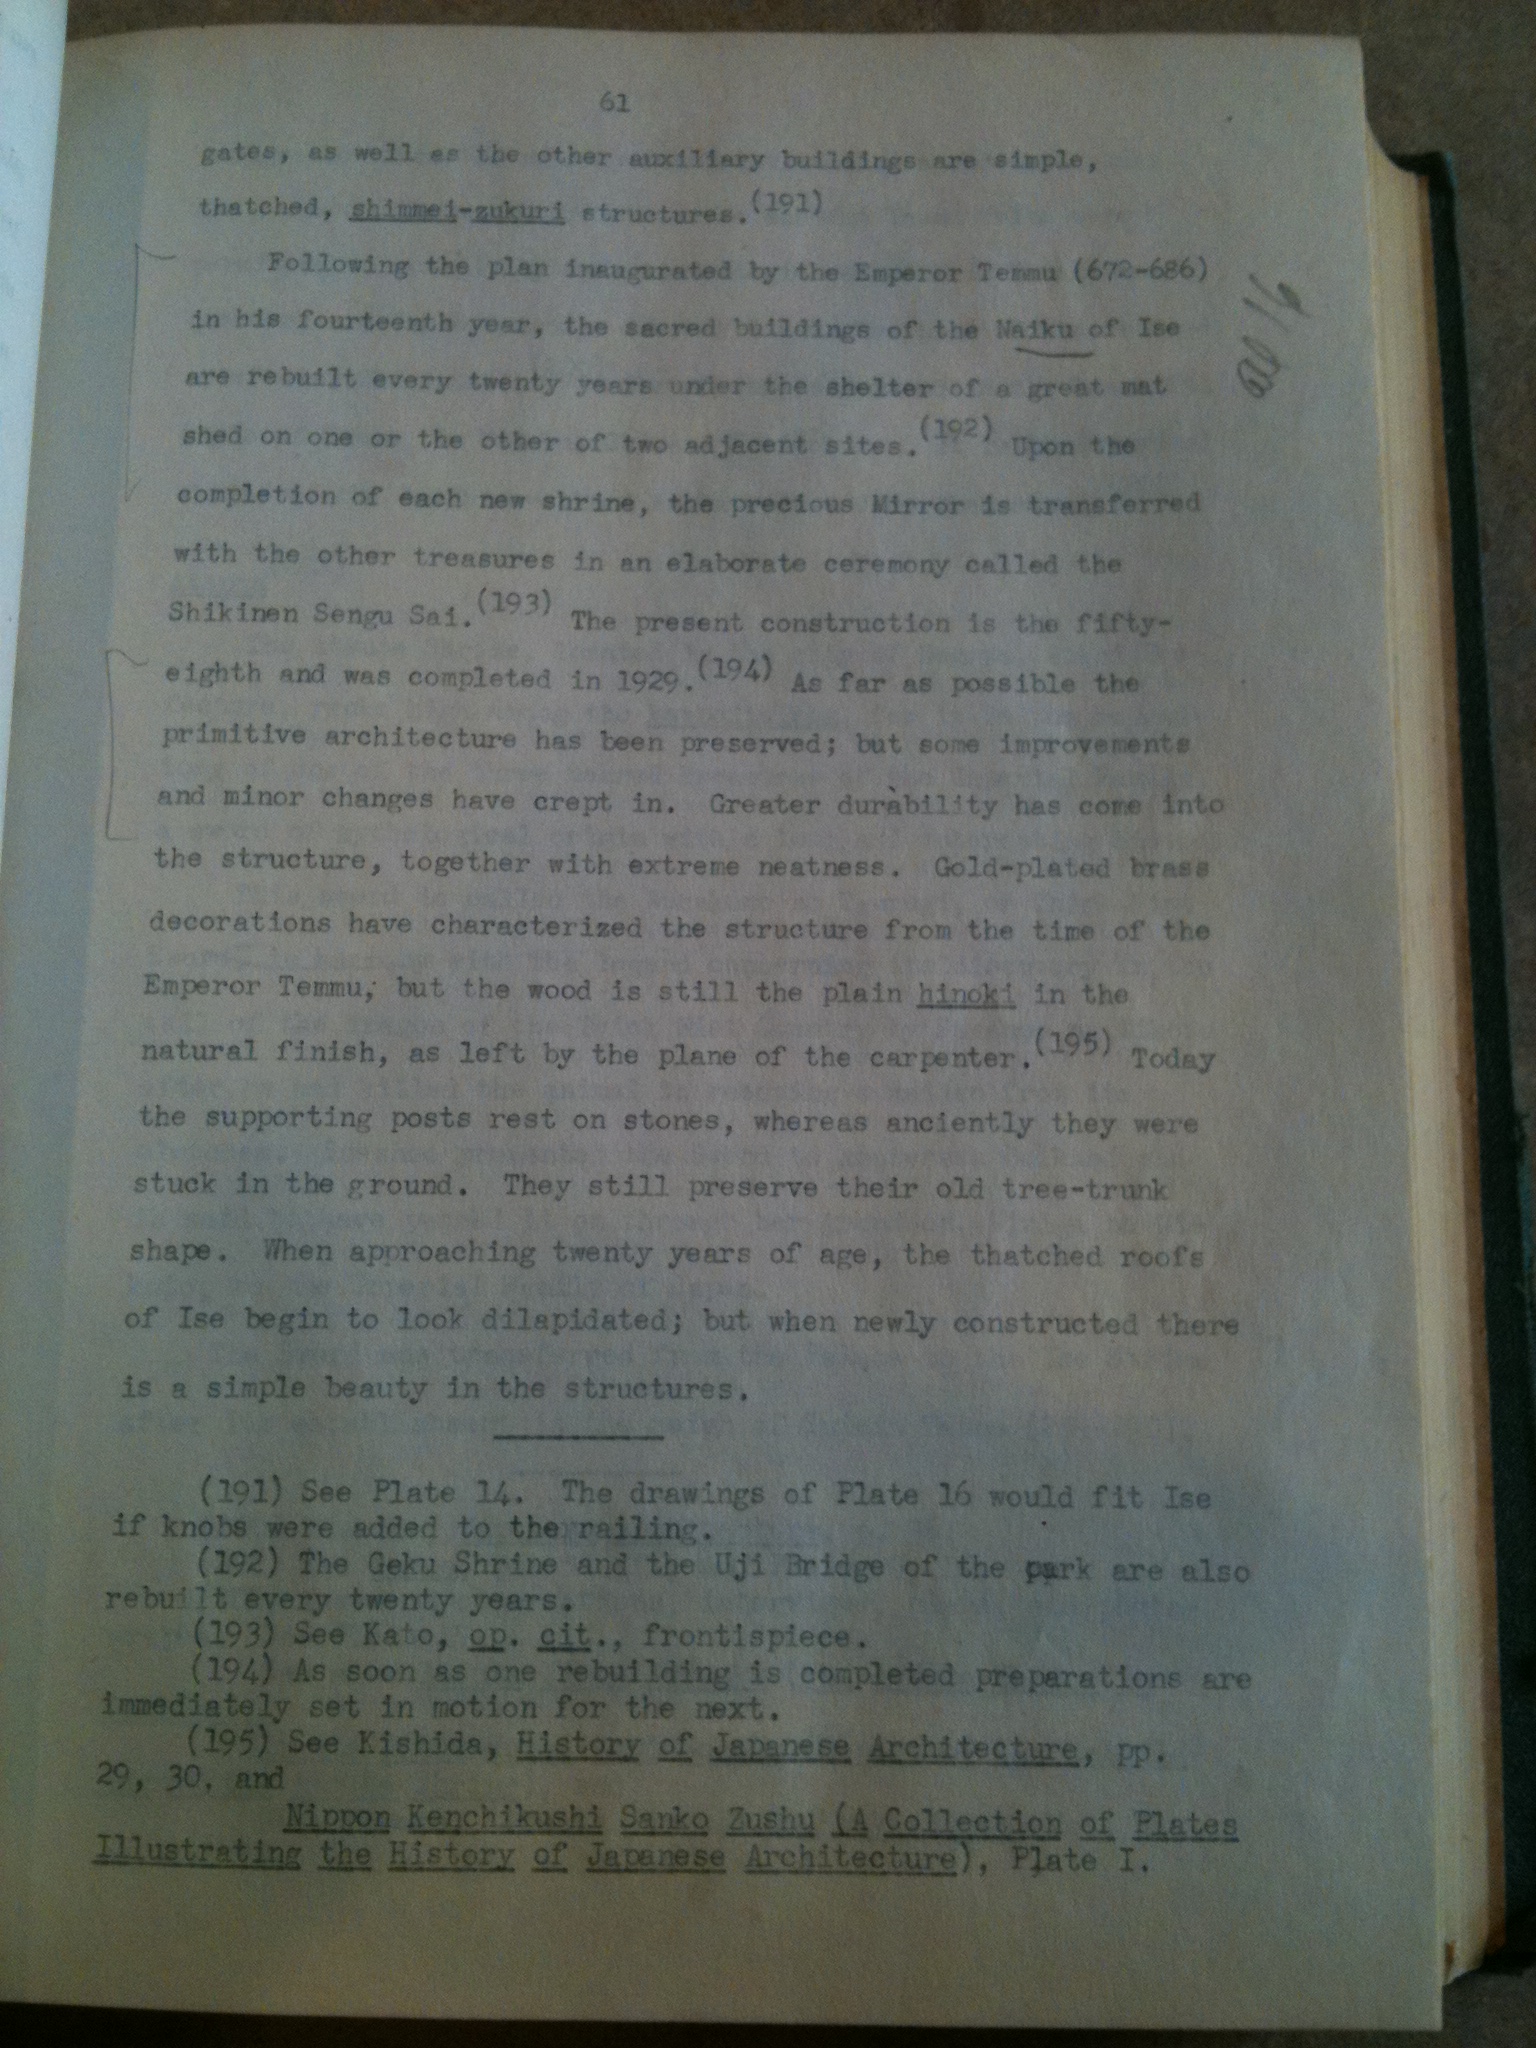 61
gates, as well as the other auxiliary buildings are simple,
thatched, shimmei-zukuri structures.(191)
Following the plan inaugurated by the Emperor Temmu (672-686)
in his fourteenth year, the sacred buildings of the Naiku of Ise
are rebuilt every twenty years under the shelter of a great mat
shed on one or the other of two adjacent sites.(192) Upon the
completion of each new shrine, the precious Mirror is transferred
with the other treasures in an elaborate ceremony called the
Shikinen Sengu Sai.(193) The present construction is the fifty-
eighth and was completed in 1929.(194) As far as possible the
primitive architecture has been preserved; but some improvements
and minor changes have crept in. Greater durability has come into
the structure, together with extreme neatness. Gold-plated brass
decorations have characterized the structure from the time of the
Emperor Temmu, but the wood is still the plain hinoki in the
natural finish, as left by the plane of the carpenter.(195) Today
the supporting posts rest on stones, whereas anciently they were
stuck in the ground. They still preserve their old tree-trunk
shape. When approaching twenty years of age, the thatched roofs
of Ise begin to look dilapidated; but when newly constructed there
is a simple beauty in the structures.
(191) See Plate 14. The drawings of Plate 16 would fit Ise
if knobs were added to the railing.
(192) The Geku Shrine and the Uji Bridge of the park are also
rebuilt every twenty years.
(193) See Kato, op. cit., frontispiece.
(194) As soon as one rebuilding is completed preparations are
immediately set in motion for the next.
(195) See Kishida, History of Japanese Architecture, pp.
29, 30. and
Nippon Kenchikushi Sanko Zushu (A Collection of Plates
Illustrating the History of Japanese Architecture), Plate I.